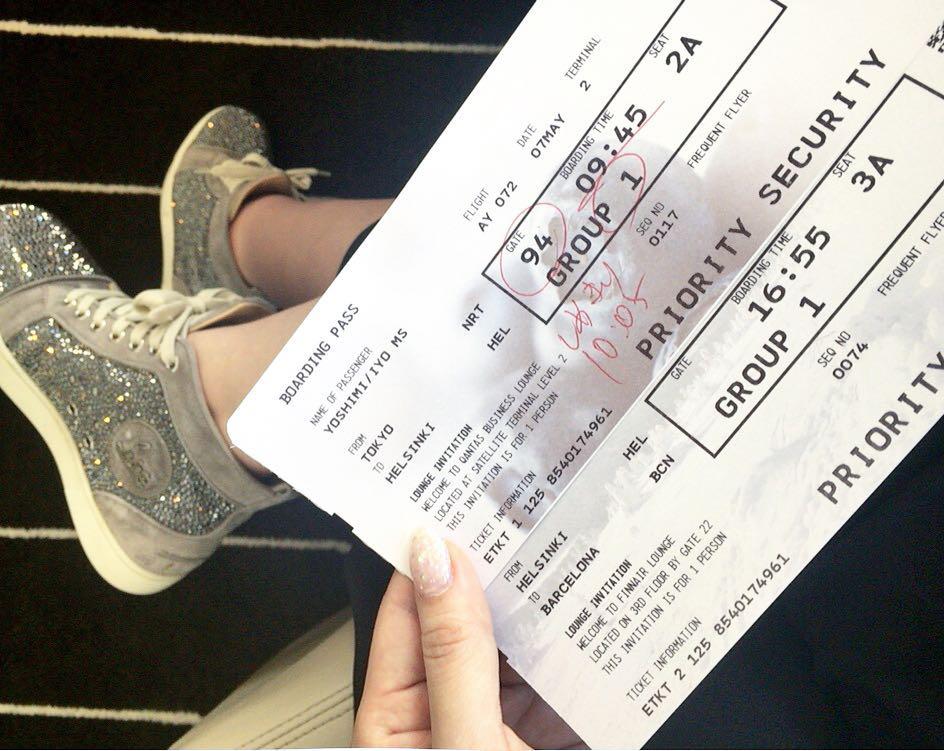 BOARDING PASS
NAME OF PASSENGER
YOSHIMI/IYO MS
FROM
TOKYO
TO
HELSINKI
NRT
HEL
FLIGHT
AY 072
DATE
07MAY
TERMINAL
2
GATE
94
BOARDING TIME
09:45
SEAT
2A
GROUP 1
SEQ NO
0117
FREQUENT FLYER
10:05
LOUNGE INVITATION
WELCOME TO QANTAS BUSINESS LOUNGE
LOCATED AT SATELLITE TERMINAL LEVEL 2
THIS INVITATION IS FOR 1 PERSON
TICKET INFORMATION
ETKT 1 125 8540174961
PRIORITY SECURITY
FROM
HELSINKI
TO
BARCELONA
HEL
BCN
GATE
BOARDING TIME
16:55
SEAT
3A
GROUP 1
SEQ NO
0074
FREQUENT FLYER
LOUNGE INVITATION
WELCOME TO FINNAIR LOUNGE
LOCATED ON 3RD FLOOR BY GATE 22
THIS INVITATION IS FOR 1 PERSON
TICKET INFORMATION
ETKT 2 125 8540174961
PRIORITY